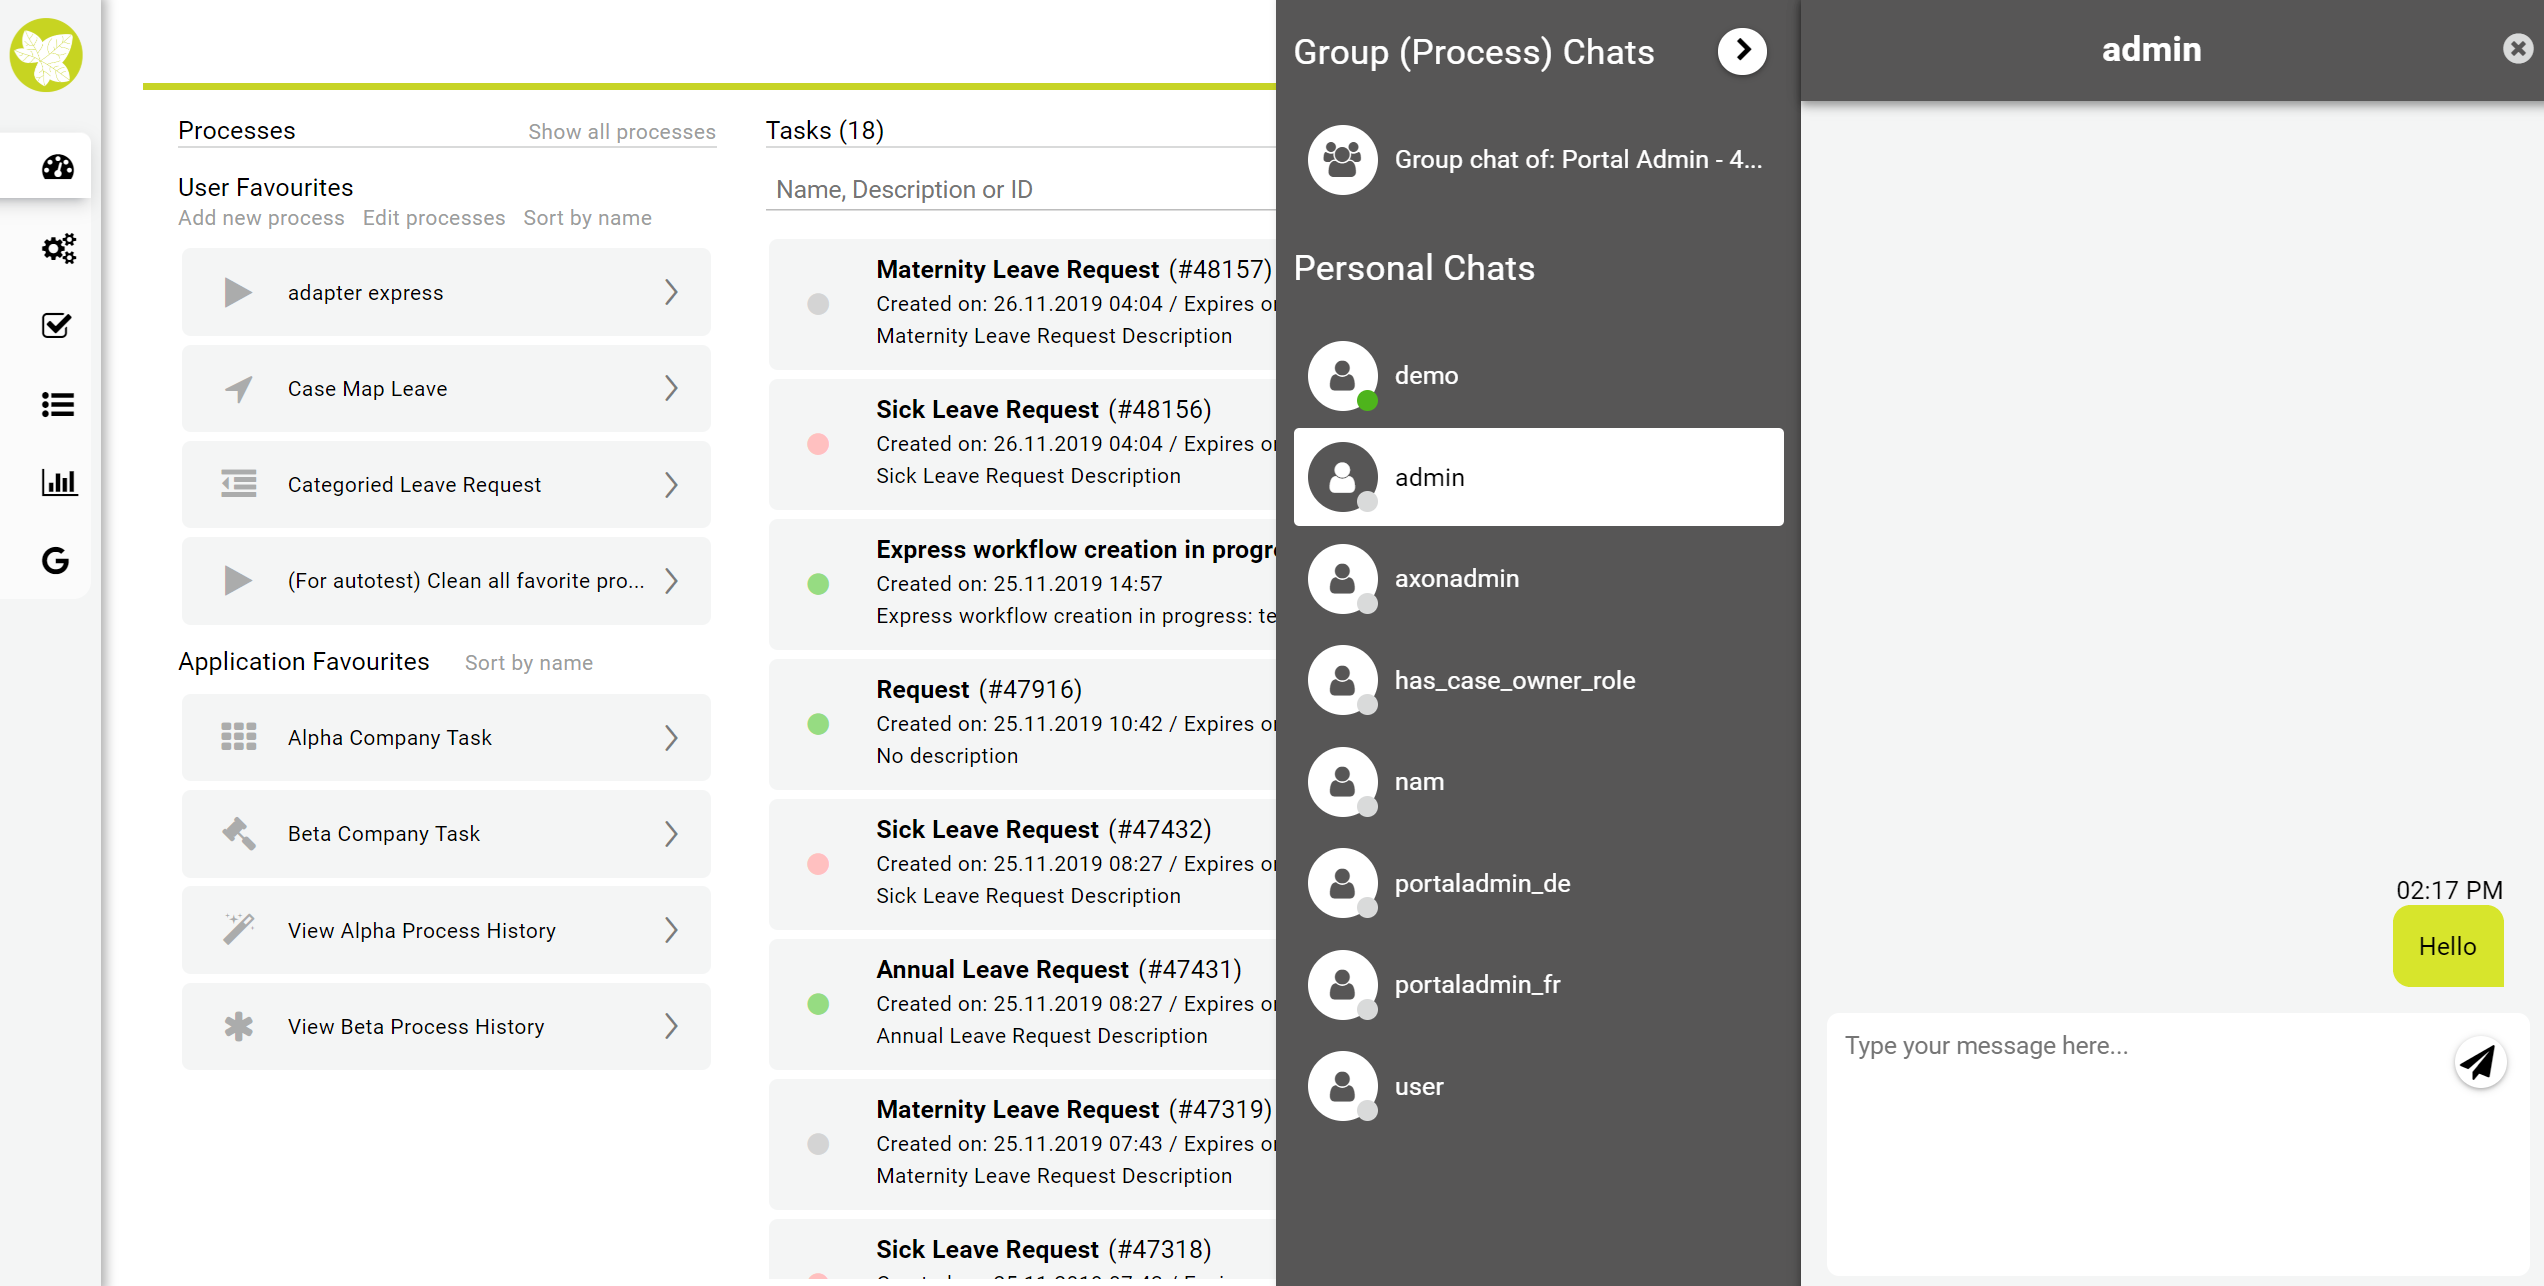 Processes
Show all processes
User Favourites
Add new process Edit processes Sort by name
adapter express
Case Map Leave
Categoried Leave Request
(For autotest) Clean all favorite pro...
Application Favourites Sort by name
Alpha Company Task
Beta Company Task
View Alpha Process History
View Beta Process History
Tasks (18)
Name, Description or ID
Maternity Leave Request (#48157)
Created on: 26.11.2019 04:04 / Expires
Maternity Leave Request Description
Sick Leave Request (#48156)
Created on: 26.11.2019 04:04 / Expires
Sick Leave Request Description
Express workflow creation in
Created on: 25.11.2019 14:57
Express workflow creation in progress:
Request (#47916)
Created on: 25.11.2019 10:42 / Expires
No description
Sick Leave Request (#47432)
Created on: 25.11.2019 08:27 / Expires
Sick Leave Request Description
Annual Leave Request (#47431)
Created on: 25.11.2019 08:27 / Expires
Annual Leave Request Description
Maternity Leave Request (#47319)
Created on: 25.11.2019 07:43 / Expires
Maternity Leave Request Description
Sick Leave Request (#47318)
Group (Process) Chats
Group chat of: Portal Admin - 4...
Personal Chats
demo
admin
axonadmin
has_case_owner_role
nam
portaladmin_de
portaladmin_fr
user
admin
02:17 PM
Hello
Type your message here...